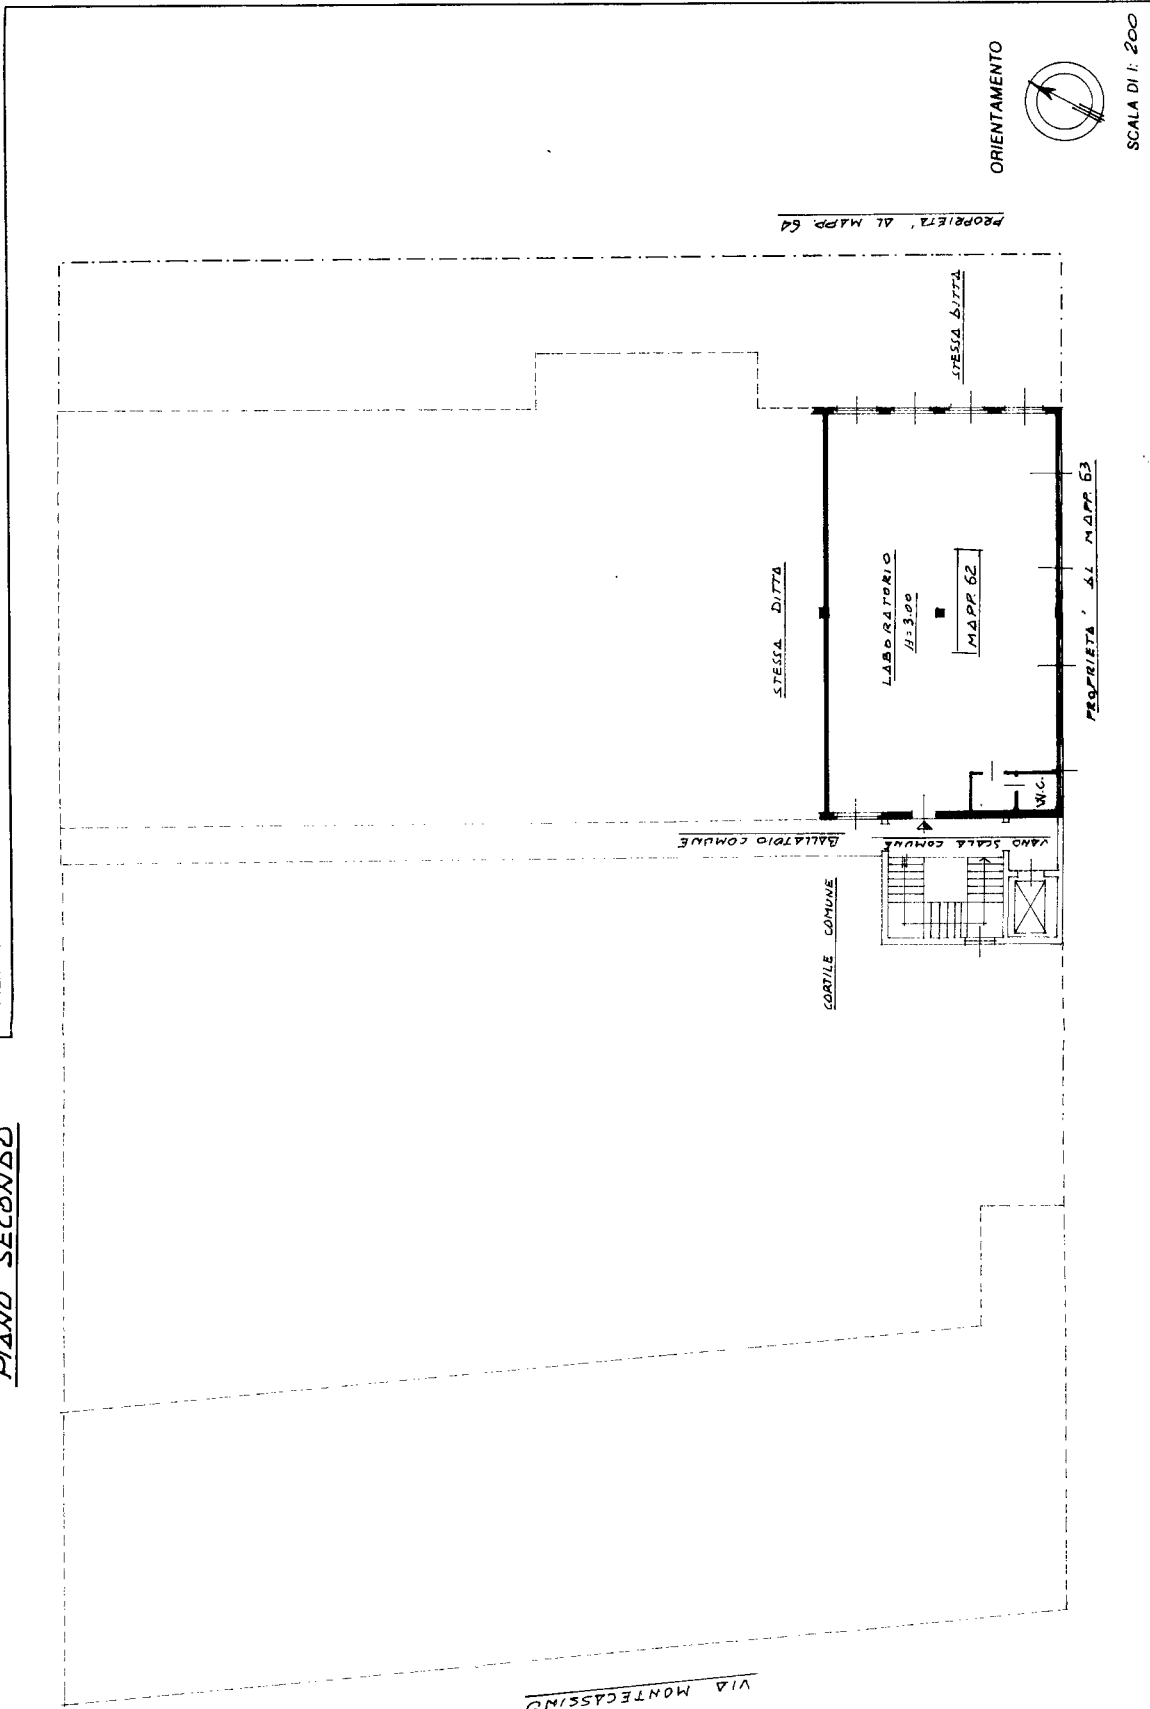 PIANO SECONDO
ORIENTAMENTO
SCALA DI 1: 200
PROPRIETA' AL MAPP. 64
STESSA DITTA
STESSA DITTA
LABORATORIO
H=3.00
MAPP. 62
PROPRIETA' AL MAPP. 63
W.C.
BALLATOIO COMUNE
VANO SCALA COMUNE
CORTILE COMUNE
VIA MONTECASSINO